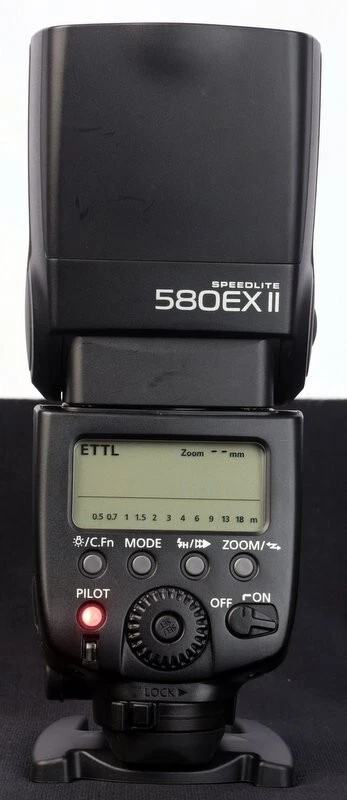 SPEEDLITE
580EX II
ETTL Zoom -- mm
0.5 0.7 1 1.5 2 3 4 6 9 13 18 m
/C.Fn MODE H/ ZOOM/
PILOT
OFF ON
LOCK